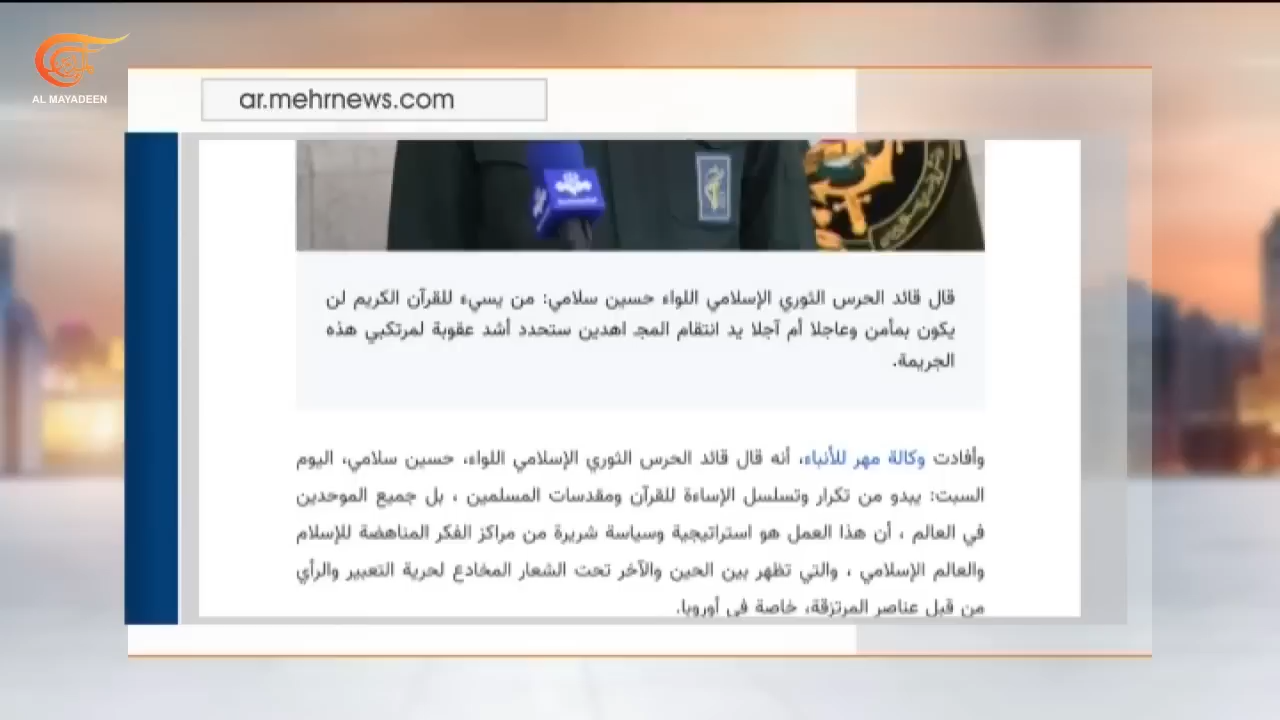 AL MAYADEEN
ar.mehrnews.com
قال قائد الحرس الثوري الإسلامي اللواء حسين سلامي: من يسيء للقرآن الكريم لن
يكون بمأمن وعاجلا أم آجلا يد انتقام المجـ اهدين ستحدد أشد عقوبة لمرتكبي هذه
الجريمة.
وأفادت وكالة مهر للأنباء، أنه قال قائد الحرس الثوري الإسلامي اللواء، حسين سلامي، اليوم
السبت: يبدو من تكرار وتسلسل الإساءة للقرآن ومقدسات المسلمين ، بل جميع الموحدين
في العالم ، أن هذا العمل هو استراتيجية وسياسة شريرة من مراكز الفكر المناهضة للإسلام
والعالم الإسلامي ، والتي تظهر بين الحين والآخر تحت الشعار المخادع لحرية التعبير والرأي
من قبل عناصر المرتزقة، خاصة في أوروبا.